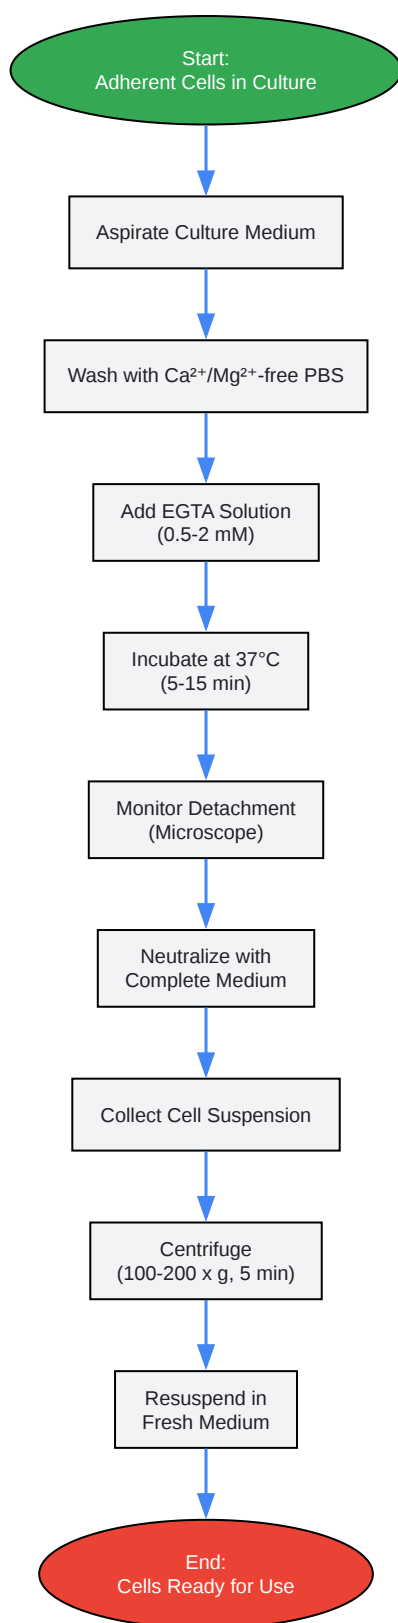 Start:
Adherent Cells in Culture
Aspirate Culture Medium
Wash with Ca²⁺/Mg²⁺-free PBS
Add EGTA Solution
(0.5-2 mM)
Incubate at 37°C
(5-15 min)
Monitor Detachment
(Microscope)
Neutralize with
Complete Medium
Collect Cell Suspension
Centrifuge
(100-200 x g, 5 min)
Resuspend in
Fresh Medium
End:
Cells Ready for Use